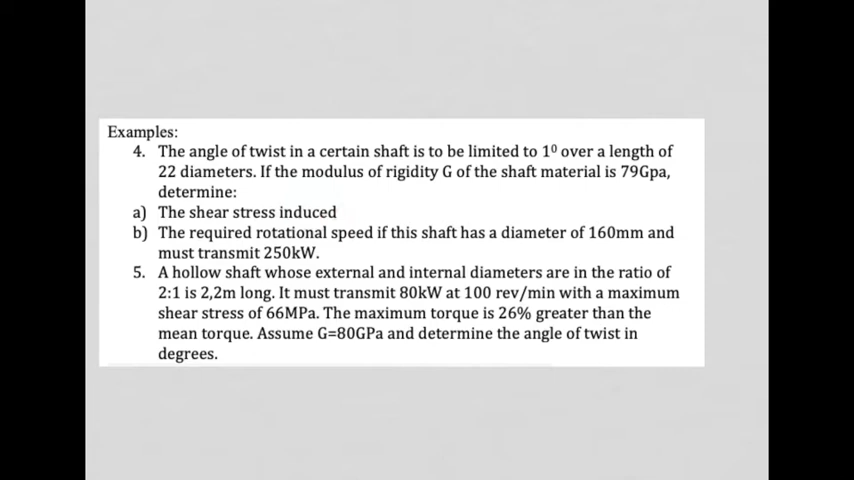 Examples:
4. The angle of twist in a certain shaft is to be limited to 1⁰ over a length of
22 diameters. If the modulus of rigidity G of the shaft material is 79Gpa,
determine:
a) The shear stress induced
b) The required rotational speed if this shaft has a diameter of 160mm and
must transmit 250kW.
5. A hollow shaft whose external and internal diameters are in the ratio of
2:1 is 2,2m long. It must transmit 80kW at 100 rev/min with a maximum
shear stress of 66MPa. The maximum torque is 26% greater than the
mean torque. Assume G=80GPa and determine the angle of twist in
degrees.